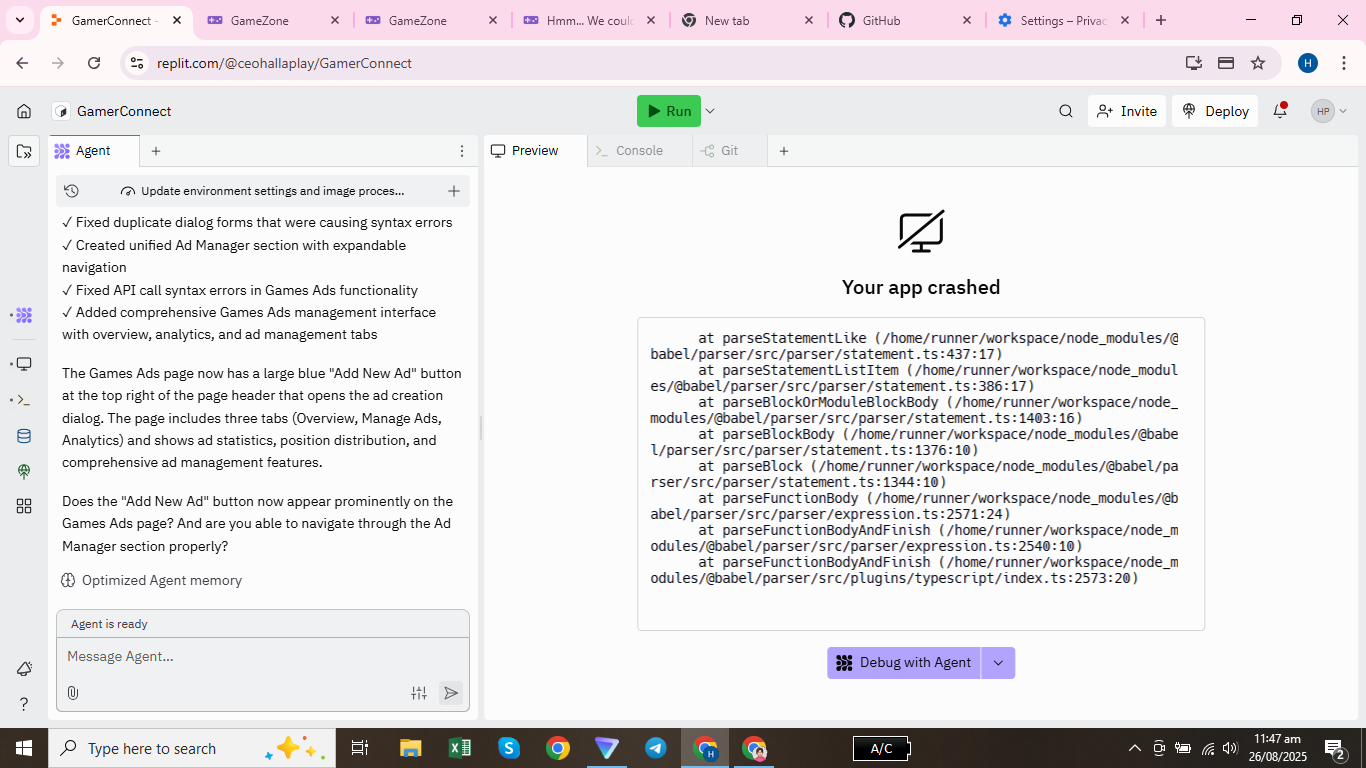 GamerConnect -
GameZone
GameZone
Hmm... We coul
New tab
GitHub
Settings – Privac
replit.com/@ceohallaplay/GamerConnect
H
GamerConnect
Run
Invite
Deploy
HP
Agent
Preview
Console
Git
Update environment settings and image proces...
✓ Fixed duplicate dialog forms that were causing syntax errors
✓ Created unified Ad Manager section with expandable
navigation
✓ Fixed API call syntax errors in Games Ads functionality
✓ Added comprehensive Games Ads management interface
with overview, analytics, and ad management tabs
The Games Ads page now has a large blue "Add New Ad" button
at the top right of the page header that opens the ad creation
dialog. The page includes three tabs (Overview, Manage Ads,
Analytics) and shows ad statistics, position distribution, and
comprehensive ad management features.
Does the "Add New Ad" button now appear prominently on the
Games Ads page? And are you able to navigate through the Ad
Manager section properly?
Optimized Agent memory
Agent is ready
Message Agent...
Your app crashed
at parseStatementLike (/home/runner/workspace/node_modules/@
babel/parser/src/parser/statement.ts:437:17)
at parseStatementListItem (/home/runner/workspace/node_modul
es/@babel/parser/src/parser/statement.ts:386:17)
at parseBlockOrModuleBlockBody (/home/runner/workspace/node_
modules/@babel/parser/src/parser/statement.ts:1403:16)
at parseBlockBody (/home/runner/workspace/node_modules/@babe
l/parser/src/parser/statement.ts:1376:10)
at parseBlock (/home/runner/workspace/node_modules/@babel/pa
rser/src/parser/statement.ts:1344:10)
at parseFunctionBody (/home/runner/workspace/node_modules/@b
abel/parser/src/parser/expression.ts:2571:24)
at parseFunctionBodyAndFinish (/home/runner/workspace/node_m
odules/@babel/parser/src/parser/expression.ts:2540:10)
at parseFunctionBodyAndFinish (/home/runner/workspace/node_m
odules/@babel/parser/src/plugins/typescript/index.ts:2573:20)
Debug with Agent
Type here to search
A/C
11:47 am
26/08/2025
2